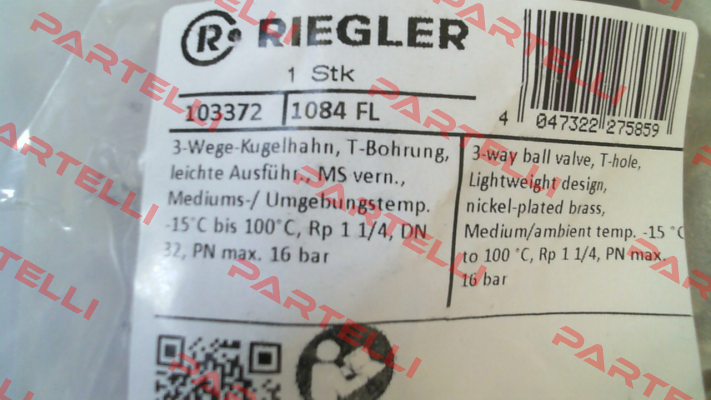 R RIEGLER
1 Stk
103372 1084 FL
4 047322 275859
3-Wege-Kugelhahn, T-Bohrung,
leichte Ausführ., MS vern.,
Mediums-/ Umgebungstemp.
-15°C bis 100°C, Rp 1 1/4, DN
32, PN max. 16 bar
3-way ball valve, T-hole,
Lightweight design,
nickel-plated brass,
Medium/ambient temp. -15 °C
to 100 °C, Rp 1 1/4, PN max.
16 bar
PARTELLI
PARTELLI
PARTELLI
PARTELLI
PARTELLI
PARTELLI
PARTELLI